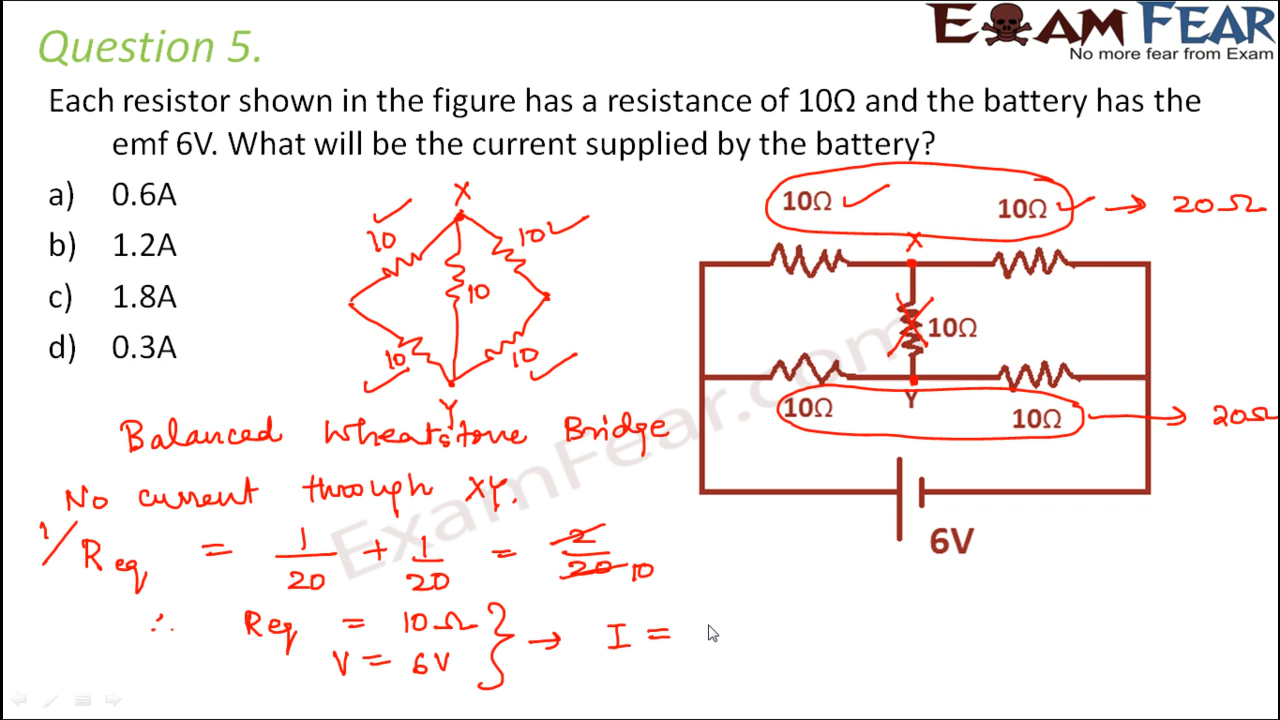 Question 5.
EXAM FEAR
No more fear from Exam
Each resistor shown in the figure has a resistance of 10Ω and the battery has the
emf 6V. What will be the current supplied by the battery?
a) 0.6A
b) 1.2A
c) 1.8A
d) 0.3A
X
10
10
10
10
10
Y
10Ω
10Ω → 20Ω
X
10Ω
Y
10Ω
10Ω → 20Ω
6V
Balanced Wheatstone Bridge
No current through XY.
1/Req = 1/20 + 1/20 = 2/20 10
∴ Req = 10Ω
V = 6V } → I =
ExamFear.com